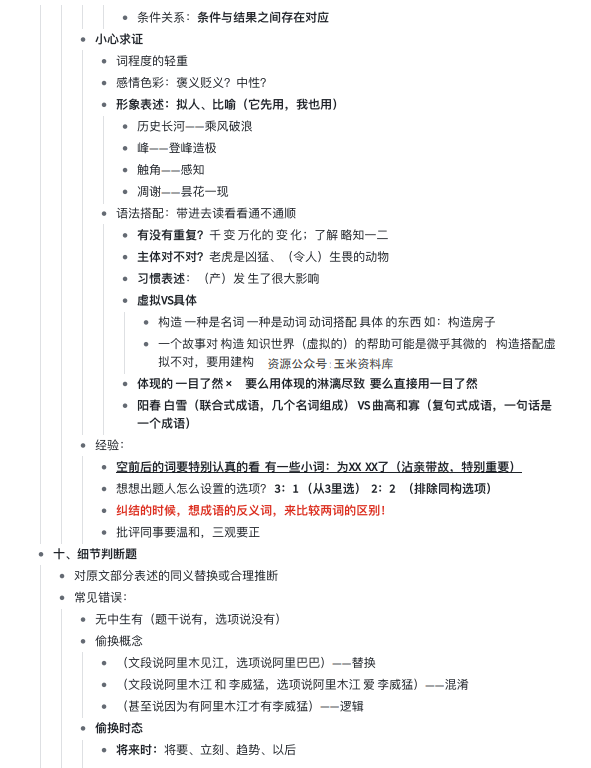 条件关系：条件与结果之间存在对应
小心求证
词程度的轻重
感情色彩：褒义贬义？中性？
形象表述：拟人、比喻（它先用，我也用）
历史长河——乘风破浪
峰——登峰造极
触角——感知
凋谢——昙花一现
语法搭配：带进去读看看通不通顺
有没有重复？千变万化的变化；了解略知一二
主体对不对？老虎是凶猛、（令人）生畏的动物
习惯表述：（产）发生了很大影响
虚拟VS具体
构造 一种是名词 一种是动词 动词搭配 具体 的东西 如：构造房子
一个故事对 构造 知识世界（虚拟的）的帮助可能是微乎其微的 构造搭配虚
拟不对，要用建构 资源公众号:玉米资料库
体现的 一目了然 × 要么用体现的淋漓尽致 要么直接用一目了然
阳春白雪（联合式成语，几个名词组成）VS曲高和寡（复句式成语，一句话是
一个成语）
经验：
空前后的词要特别认真的看 有一些小词：为XX XX了（沾亲带故、特别重要）
想想出题人怎么设置的选项？3：1（从3里选） 2：2 （排除同构选项）
纠结的时候，想成语的反义词，来比较两词的区别！
批评同事要温和，三观要正
十、细节判断题
对原文部分表述的同义替换或合理推断
常见错误：
无中生有（题干说有，选项说没有）
偷换概念
（文段说阿里木见江，选项说阿里巴巴）——替换
（文段说阿里木江 和 李威猛，选项说阿里木江 爱 李威猛）——混淆
（甚至说因为有阿里木江才有李威猛）——逻辑
偷换时态
将来时：将要、立刻、趋势、以后